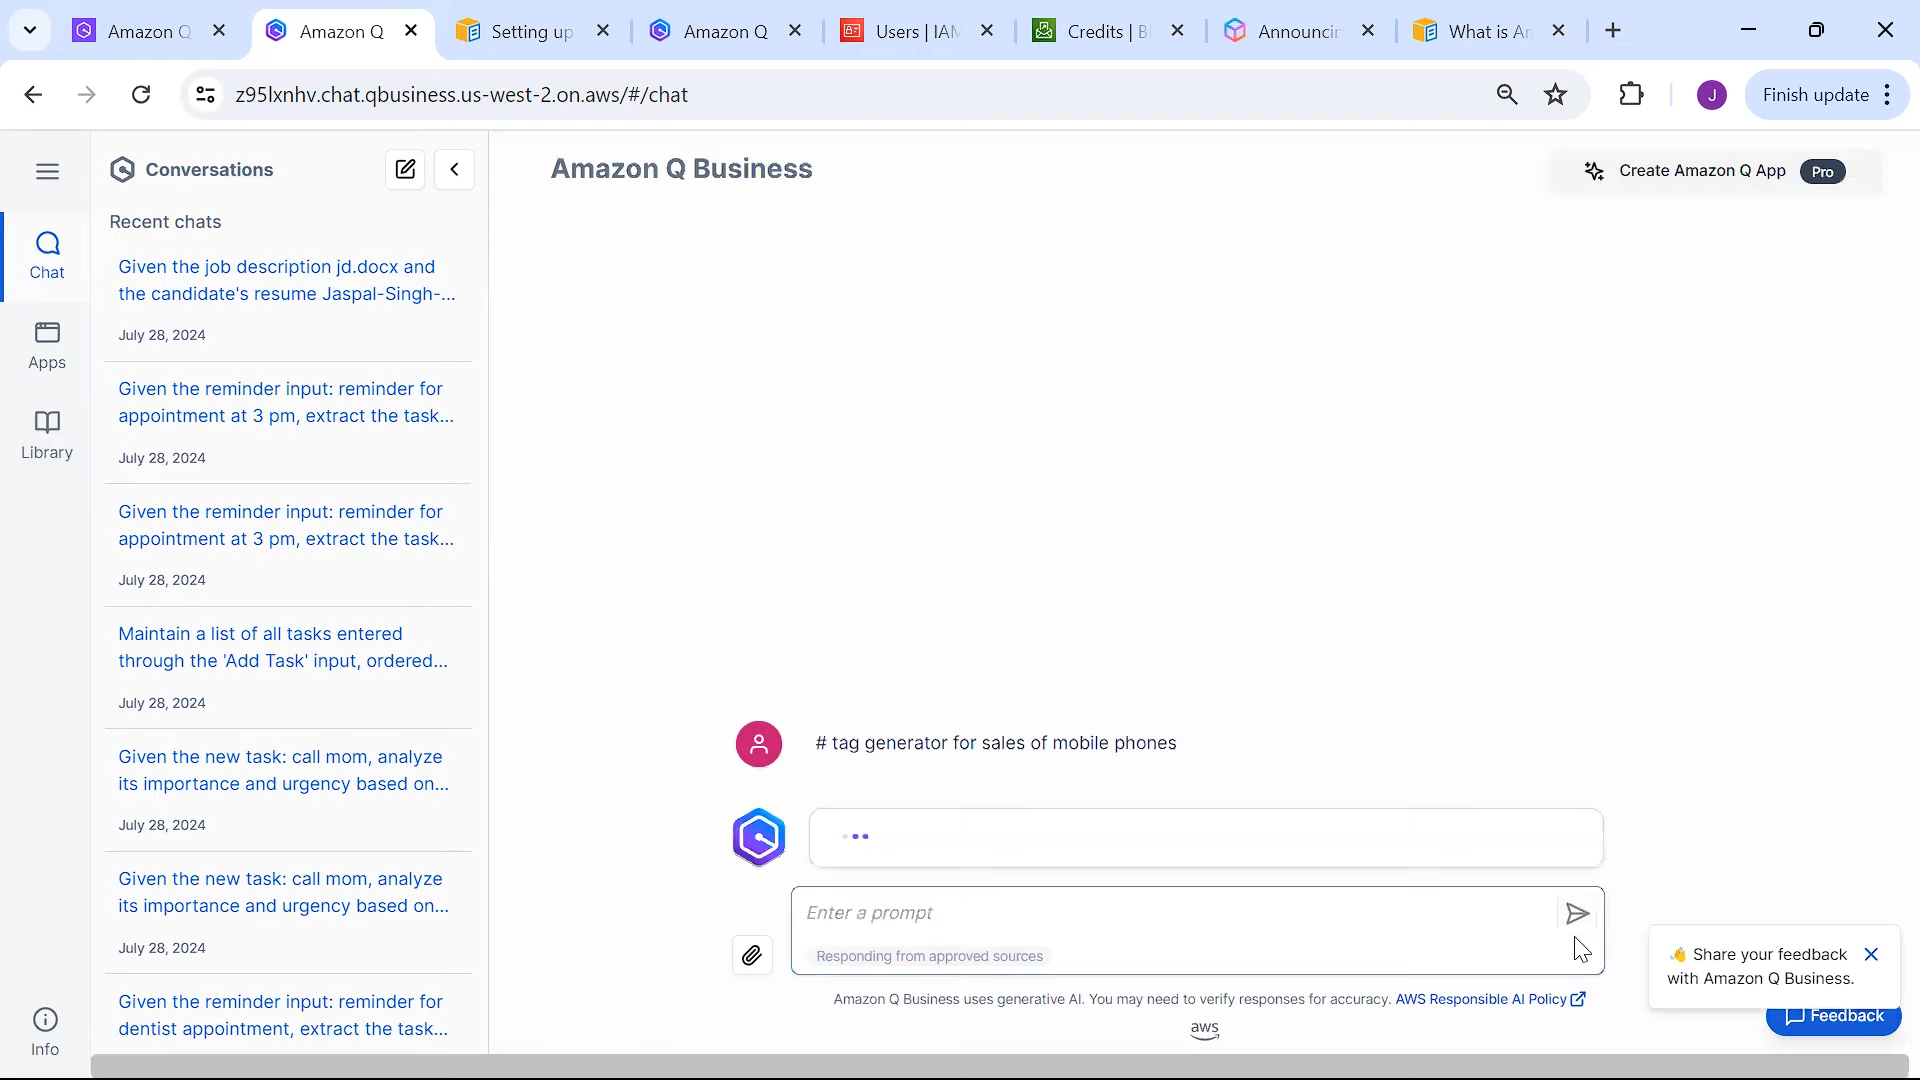 Amazon Q
Amazon Q
Setting up
Amazon Q
Users | IAM
Credits | Bi
Announcin
What is Am
z95lxnhv.chat.qbusiness.us-west-2.on.aws/#/chat
J
Finish update
Conversations
Amazon Q Business
Create Amazon Q App
Pro
Recent chats
Chat
Apps
Library
Given the job description jd.docx and
the candidate's resume Jaspal-Singh-...
July 28, 2024
Given the reminder input: reminder for
appointment at 3 pm, extract the task...
July 28, 2024
Given the reminder input: reminder for
appointment at 3 pm, extract the task...
July 28, 2024
Maintain a list of all tasks entered
through the 'Add Task' input, ordered...
July 28, 2024
Given the new task: call mom, analyze
its importance and urgency based on...
July 28, 2024
Given the new task: call mom, analyze
its importance and urgency based on...
July 28, 2024
Given the reminder input: reminder for
dentist appointment, extract the task...
Info
# tag generator for sales of mobile phones
Enter a prompt
Responding from approved sources
Amazon Q Business uses generative AI. You may need to verify responses for accuracy. AWS Responsible AI Policy
aws
👋 Share your feedback
with Amazon Q Business.
Feedback